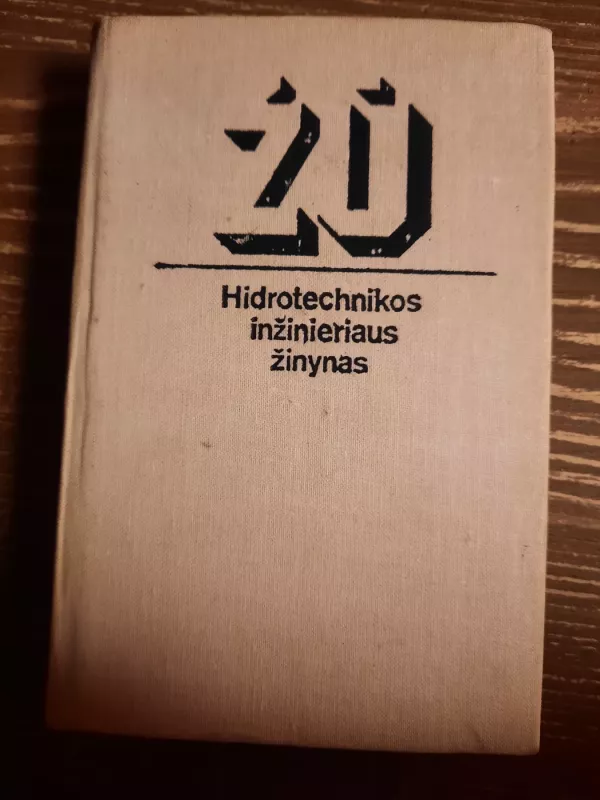 ŽŪ
Hidrotechnikos
inžinieriaus
žinynas